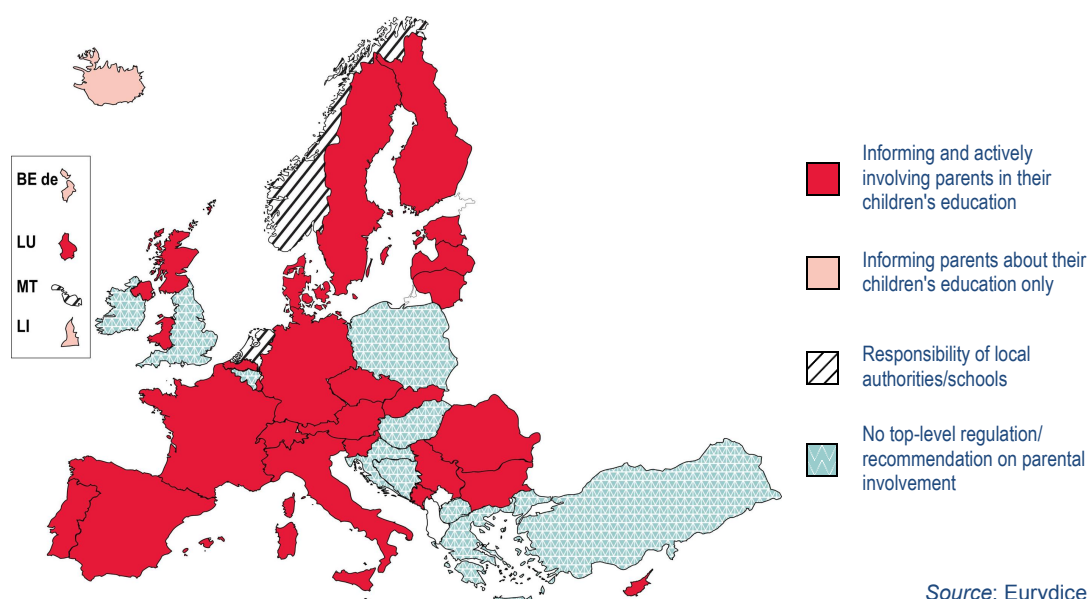 BE de
LU
MT
LI
Informing and actively
involving parents in their
children's education
Informing parents about their
children's education only
Responsibility of local
authorities/schools
No top-level regulation/
recommendation on parental
involvement
Source: Eurydice